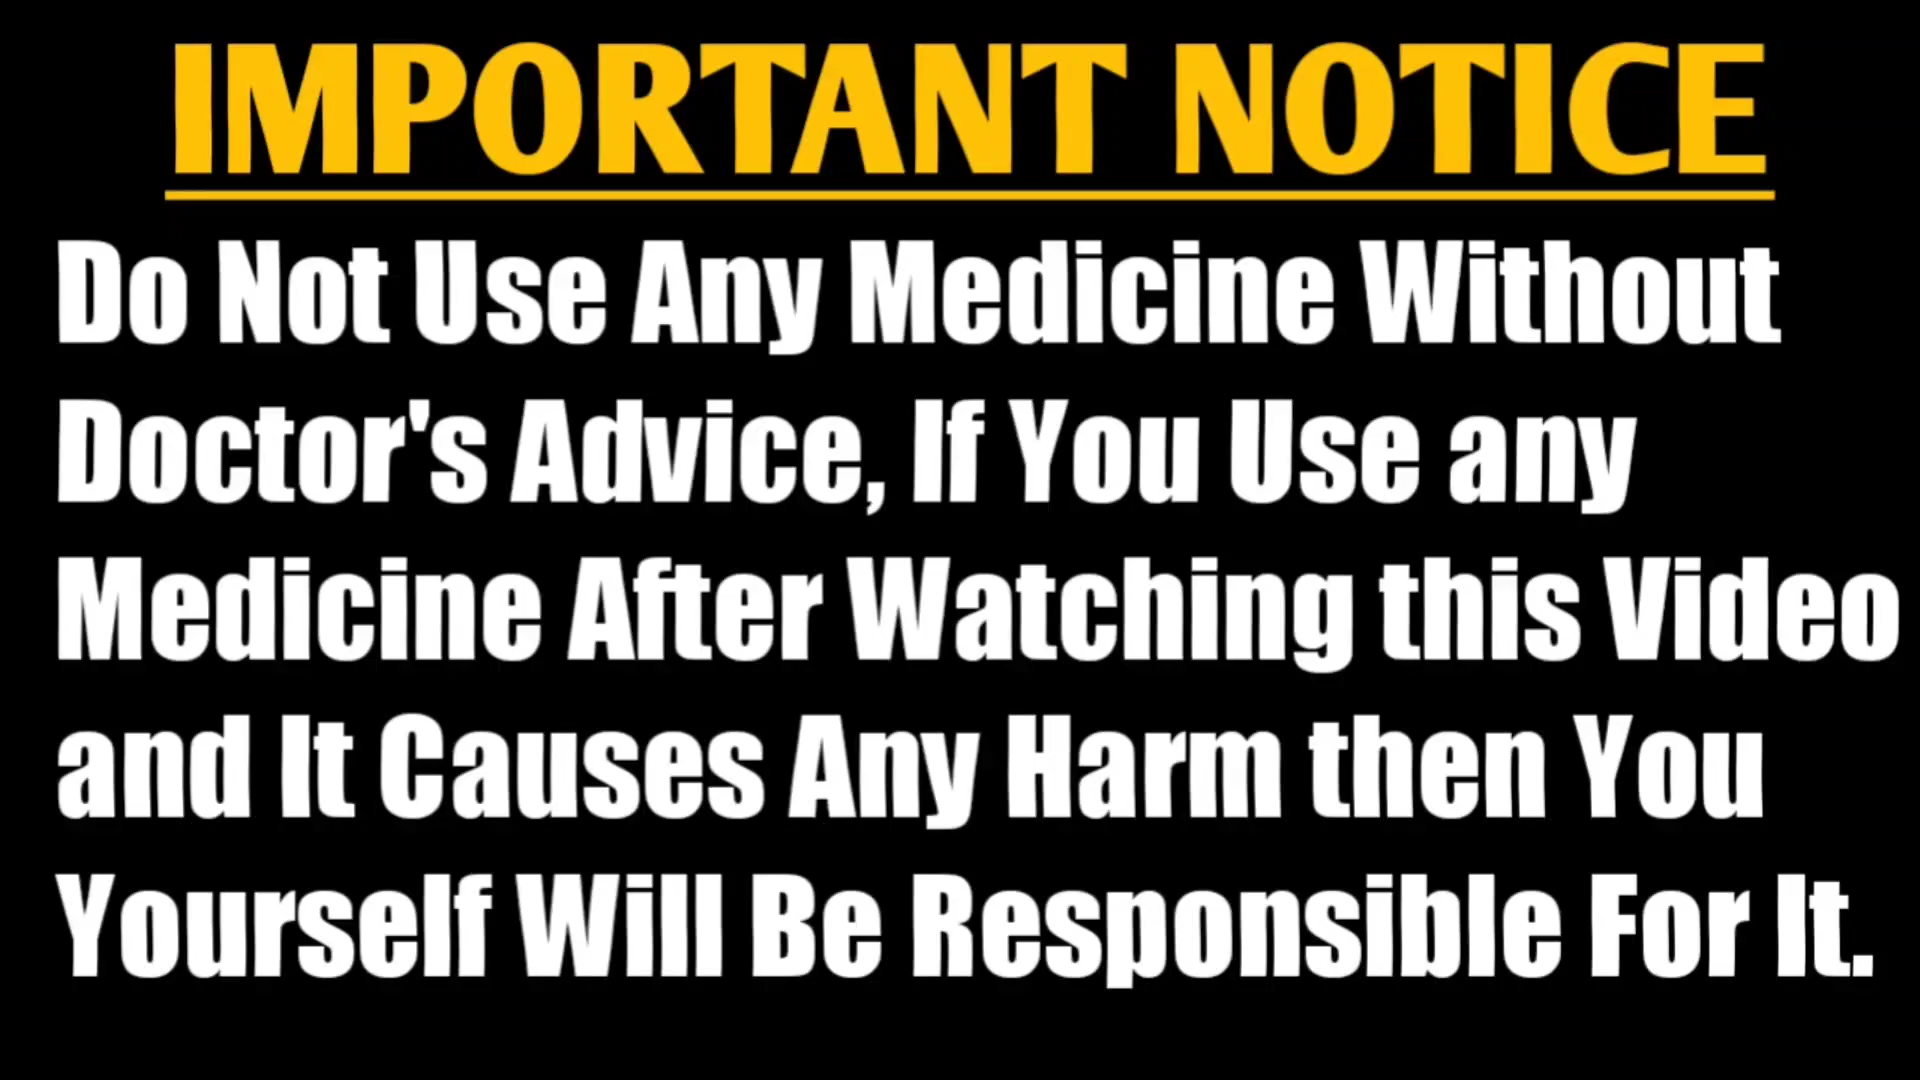 IMPORTANT NOTICE
Do Not Use Any Medicine Without
Doctor's Advice, If You Use any
Medicine After Watching this Video
and It Causes Any Harm then You
Yourself Will Be Responsible For It.